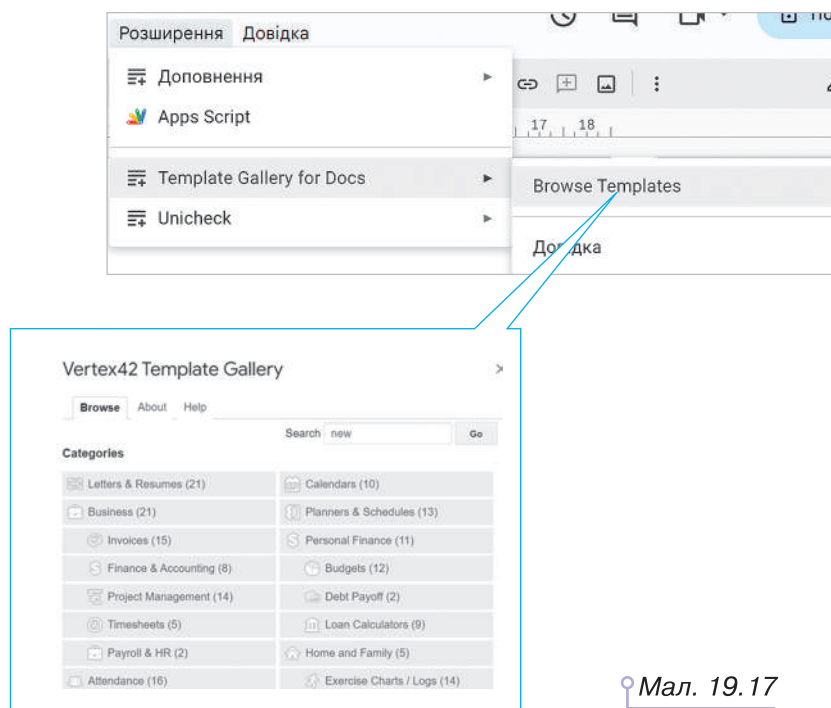 Розширення Довідка
Доповнення
Apps Script
17 18
Template Gallery for Docs
Browse Templates
Unicheck
Довідка
Vertex42 Template Gallery
Browse About Help
Search new Go
Categories
Letters & Resumes (21) Calendars (10)
Business (21) Planners & Schedules (13)
Invoices (15) Personal Finance (11)
Finance & Accounting (8) Budgets (12)
Project Management (14) Debt Payoff (2)
Timesheets (5) Loan Calculators (9)
Payroll & HR (2) Home and Family (5)
Attendance (16) Exercise Charts / Logs (14)
Мал. 19.17